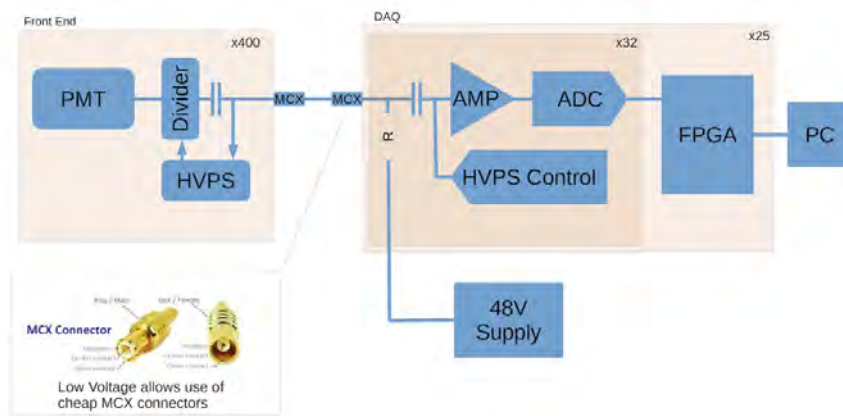 Front End
x400
PMT
Divider
HVPS
MCX
MCX
DAQ
x32
x25
R
AMP
ADC
HVPS Control
FPGA
PC
48V
Supply
MCX Connector
Low Voltage allows use of
cheap MCX connectors